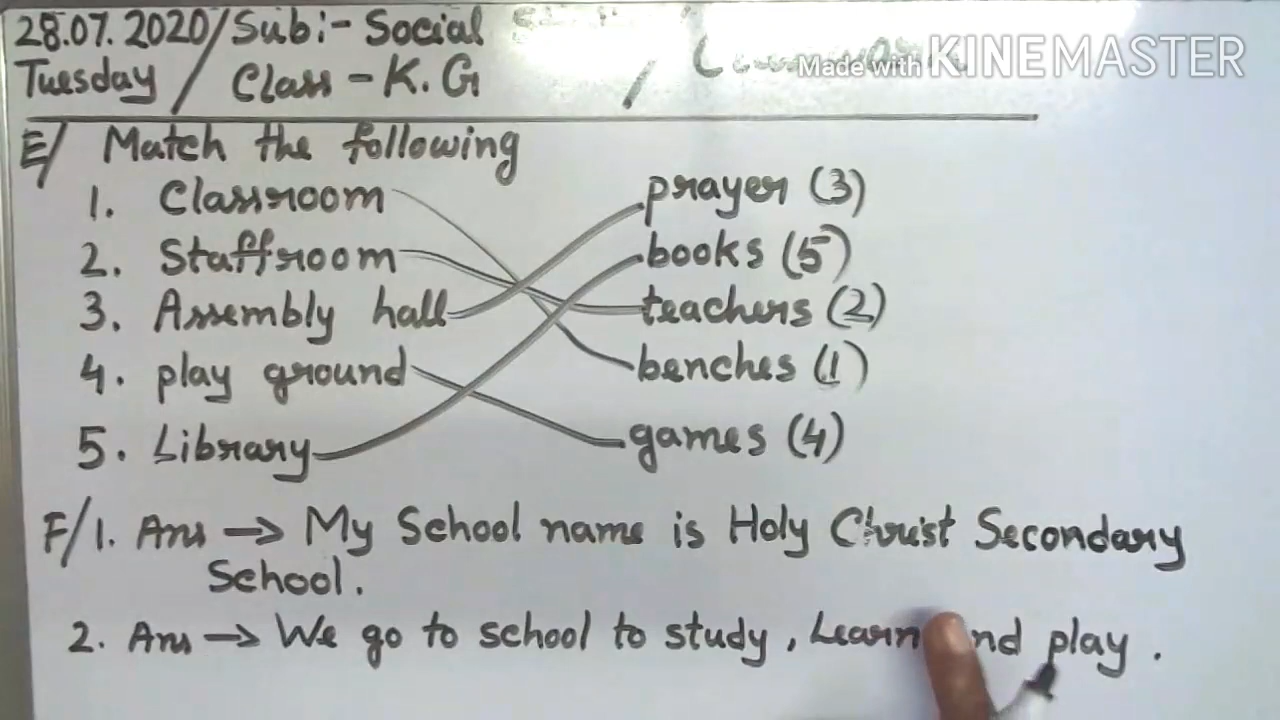 28.07.2020/Sub:- Social
Tuesday / Class - K.G /
Made with KINEMASTER
E/ Match the following
1. Classroom prayer (3)
2. Staffroom books (5)
3. Assembly hall teachers (2)
4. play ground benches (1)
5. Library games (4)
F/1. Ans → My School name is Holy Christ Secondary
School.
2. Ans → We go to school to study, Learn nd play.